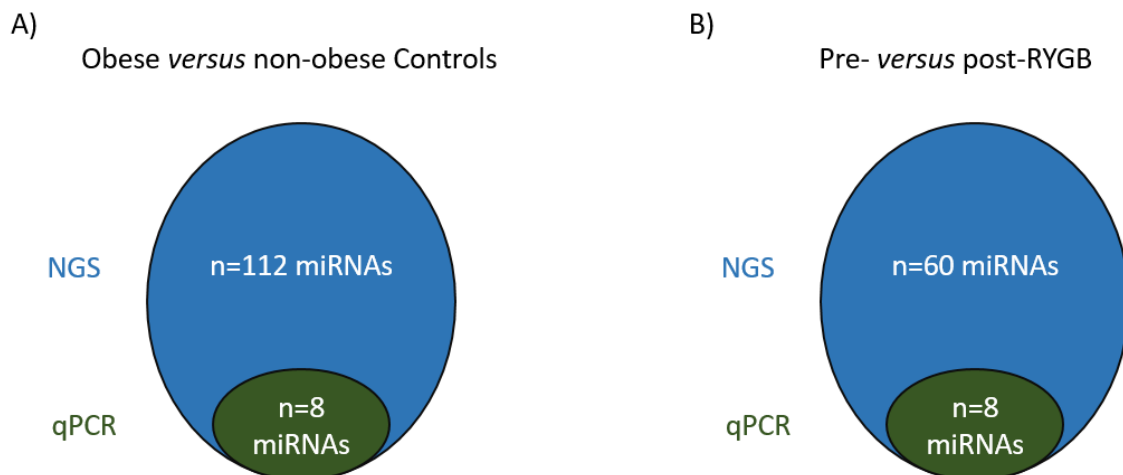 A)
Obese versus non-obese Controls
NGS
n=112 miRNAs
qPCR
n=8
miRNAs
B)
Pre- versus post-RYGB
NGS
n=60 miRNAs
qPCR
n=8
miRNAs